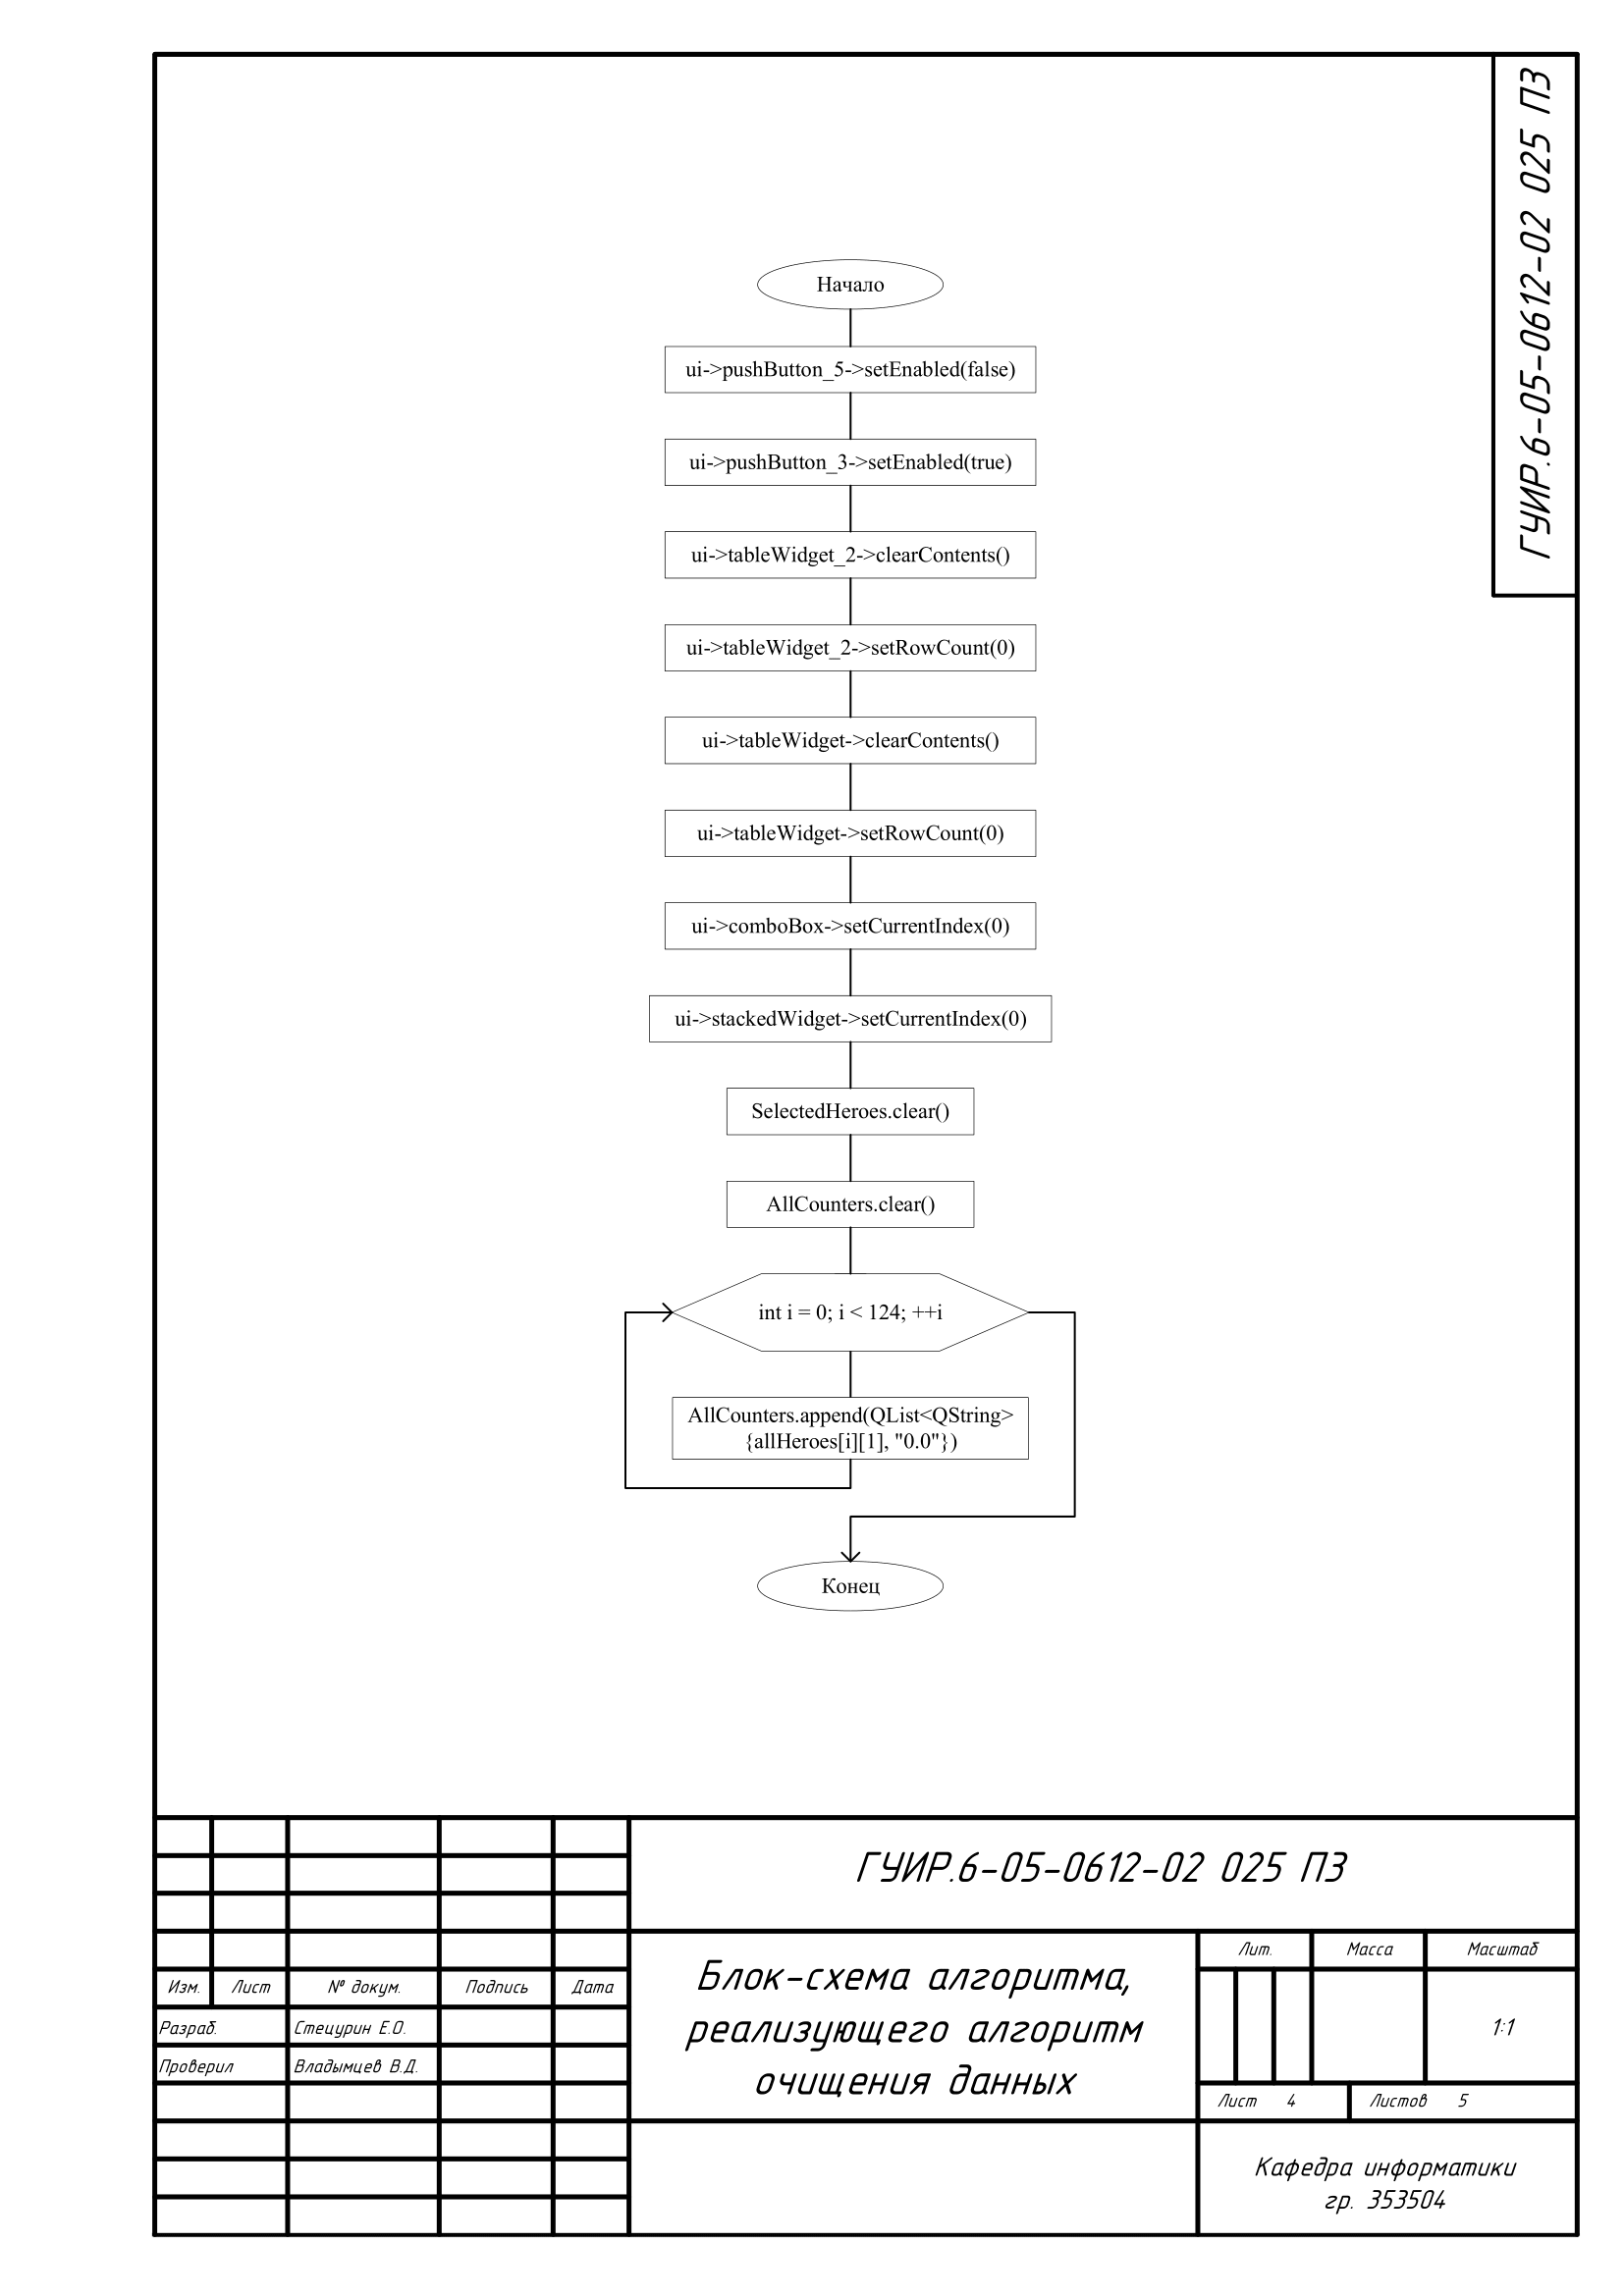 ГУИР.6-05-0612-02 025 ПЗ
Начало
ui->pushButton_5->setEnabled(false)
ui->pushButton_3->setEnabled(true)
ui->tableWidget_2->clearContents()
ui->tableWidget_2->setRowCount(0)
ui->tableWidget->clearContents()
ui->tableWidget->setRowCount(0)
ui->comboBox->setCurrentIndex(0)
ui->stackedWidget->setCurrentIndex(0)
SelectedHeroes.clear()
AllCounters.clear()
int i = 0; i < 124; ++i
AllCounters.append(QList<QString>
{allHeroes[i][1], "0.0"})
Конец
ГУИР.6-05-0612-02 025 ПЗ
Изм. Лист № докум. Подпись Дата
Разраб. Стецурин Е.О.
Проверил Владымцев В.Д.
Блок-схема алгоритма,
реализующего алгоритм
очищения данных
Лит. Масса Масштаб
1:1
Лист 4 Листов 5
Кафедра информатики
гр. 353504